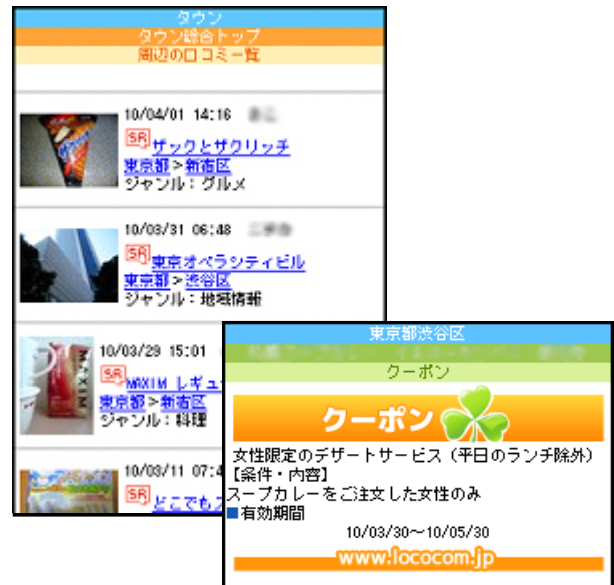 タウン
タウン総合トップ
周辺の口コミ一覧
10/04/01 14:16
SR ザックとザクリッチ
東京都>新宿区
ジャンル：グルメ
10/03/31 06:48
SR 東京オペラシティビル
東京都>渋谷区
ジャンル：地域情報
10/03/29 15:01
SR MAXIM レギュ
東京都>新宿区
ジャンル：料理
MAXIM
10/03/11 07:4
SR どこでも
東京都渋谷区
クーポン
クーポン
女性限定のデザートサービス（平日のランチ除外）
【条件・内容】
スープカレーをご注文した女性のみ
■有効期間
10/03/30～10/05/30
www.lococom.jp